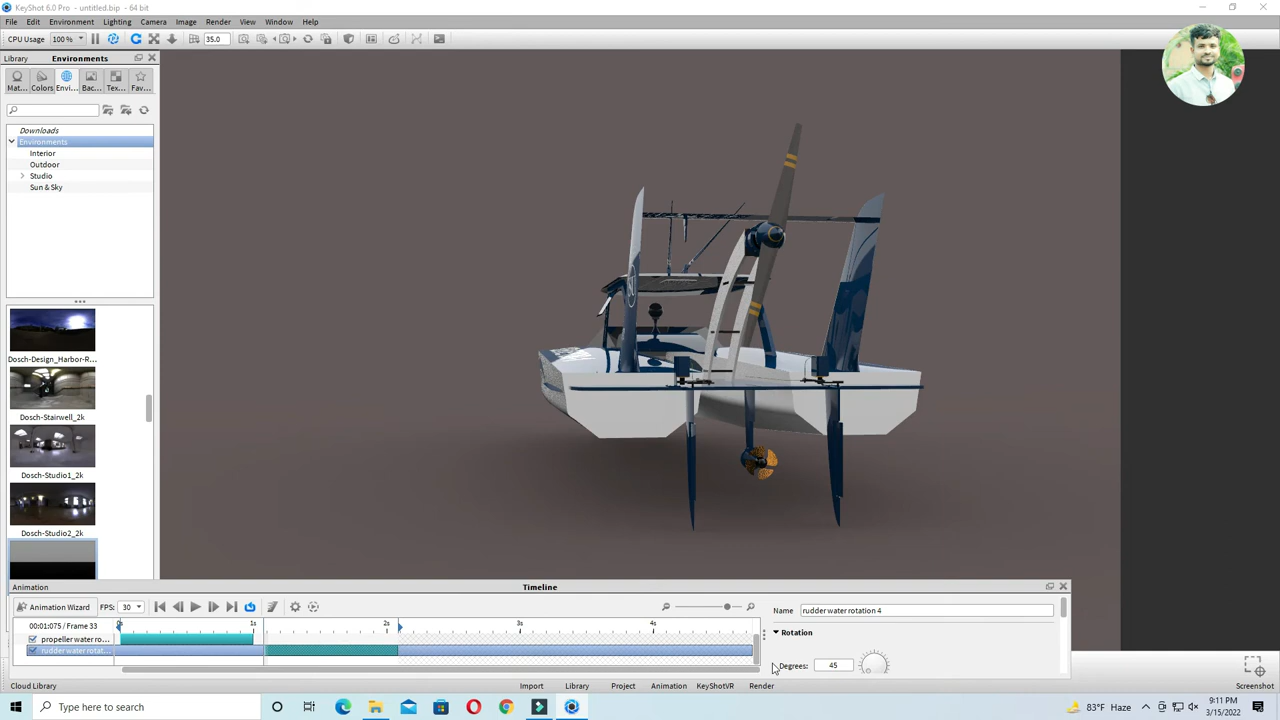 KeyShot 6.0 Pro - untitled.bip - 64 bit
File Edit Environment Lighting Camera Image Render View Window Help
CPU Usage 100 % 35.0
Library Environments
Mat... Colors Envi... Bac... Tex... Fav...
Downloads
Environments
Interior
Outdoor
Studio
Sun & Sky
Dosch-Design_Harbor-R...
Dosch-Stairwell_2k
Dosch-Studio1_2k
Dosch-Studio2_2k
Animation Timeline
Animation Wizard FPS: 30
Name rudder water rotation 4
00:01:075 / Frame 33 0s 1s 2s 3s 4s
Rotation
propeller water ro...
rudder water rotat...
Degrees: 45
Cloud Library Import Library Project Animation KeyShotVR Render Screenshot
Type here to search
83°F Haze
9:11 PM
3/15/2022